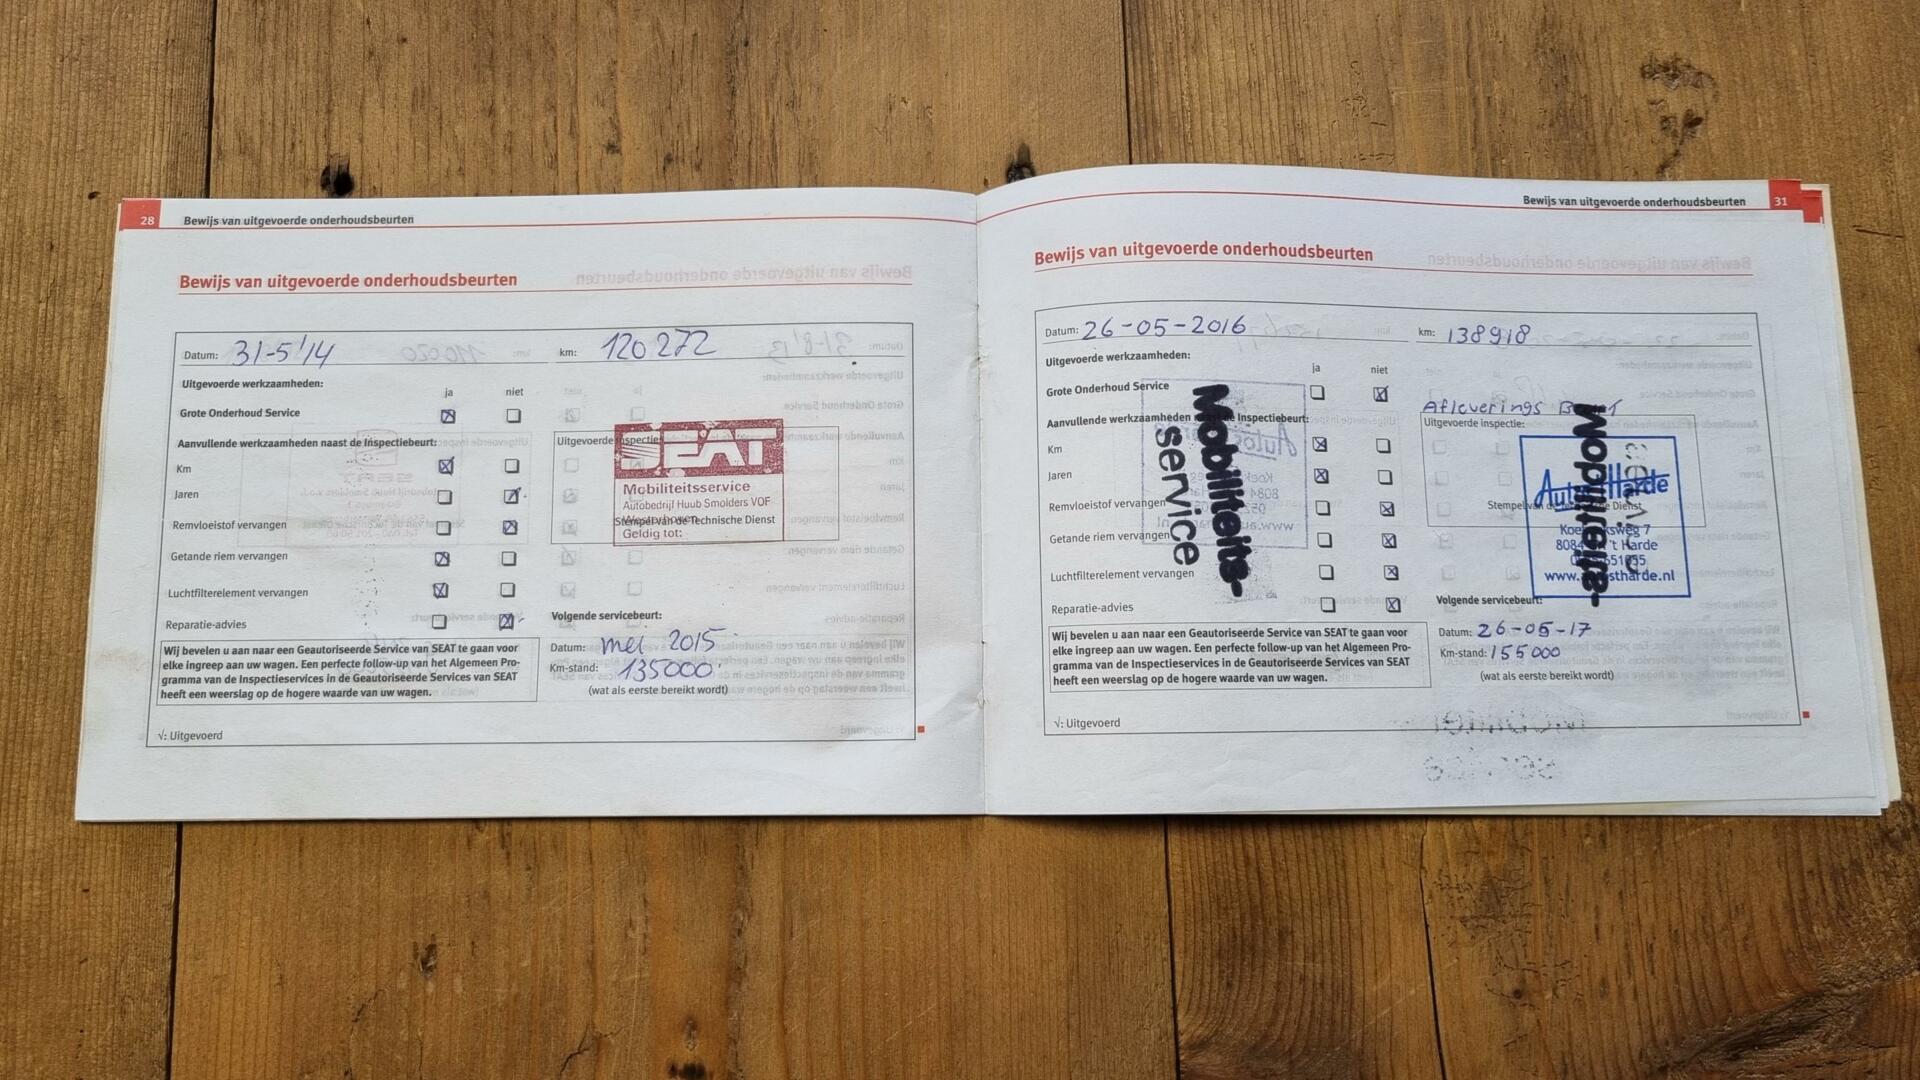 28
Bewijs van uitgevoerde onderhoudsbeurten
Bewijs van uitgevoerde onderhoudsbeurten
Datum: 31-5'14 km: 120 272
Uitgevoerde werkzaamheden:
ja niet
Grote Onderhoud Service
Aanvullende werkzaamheden naast de Inspectiebeurt:
Km
Jaren
Remvloeistof vervangen
Getande riem vervangen
Luchtfilterelement vervangen
Reparatie-advies
Uitgevoerde inspectie
SEAT
Mobiliteitsservice
Autobedrijf Huub Smolders VOF
Stempel van de Technische Dienst
Geldig tot:
Volgende servicebeurt:
Datum: mei 2015
Km-stand: 135000
(wat als eerste bereikt wordt)
Wij bevelen u aan naar een Geautoriseerde Service van SEAT te gaan voor
elke ingreep aan uw wagen. Een perfecte follow-up van het Algemeen Pro-
gramma van de Inspectieservices in de Geautoriseerde Services van SEAT
heeft een weerslag op de hogere waarde van uw wagen.
√: Uitgevoerd
Bewijs van uitgevoerde onderhoudsbeurten
31
Bewijs van uitgevoerde onderhoudsbeurten
Datum: 26-05-2016 km: 138918
Uitgevoerde werkzaamheden:
ja niet
Grote Onderhoud Service
Aanvullende werkzaamheden naast de Inspectiebeurt:
Km
Jaren
Remvloeistof vervangen
Getande riem vervangen
Luchtfilterelement vervangen
Reparatie-advies
Mobiliteits-
service
Afleverings
Uitgevoerde inspectie:
Harde
Stempel van de Dienst
7
't Harde
Mobiliteits-
Volgende servicebeurt:
Datum: 26-05-17
Km-stand: 155000
(wat als eerste bereikt wordt)
Wij bevelen u aan naar een Geautoriseerde Service van SEAT te gaan voor
elke ingreep aan uw wagen. Een perfecte follow-up van het Algemeen Pro-
gramma van de Inspectieservices in de Geautoriseerde Services van SEAT
heeft een weerslag op de hogere waarde van uw wagen.
√: Uitgevoerd